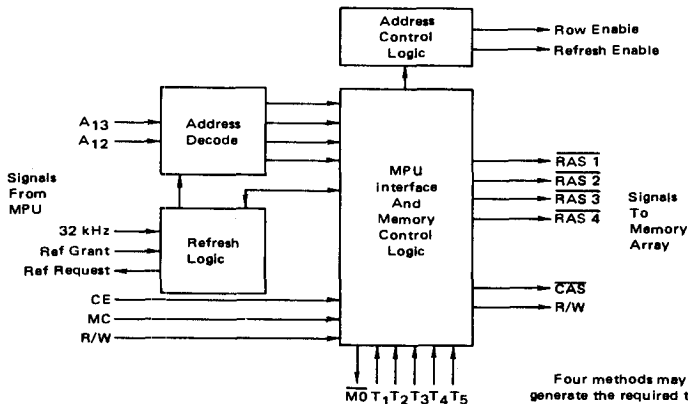 Address
Control
Logic
Row Enable
Refresh Enable
A13
A12
Address
Decode
Signals
From
MPU
32 kHz
Ref Grant
Ref Request
Refresh
Logic
MPU
interface
And
Memory
Control
Logic
RAS 1
RAS 2
RAS 3
RAS 4
Signals
To
Memory
Array
CE
MC
R/W
CAS
R/W
M0 T1 T2 T3 T4 T5
Four methods may
generate the required t